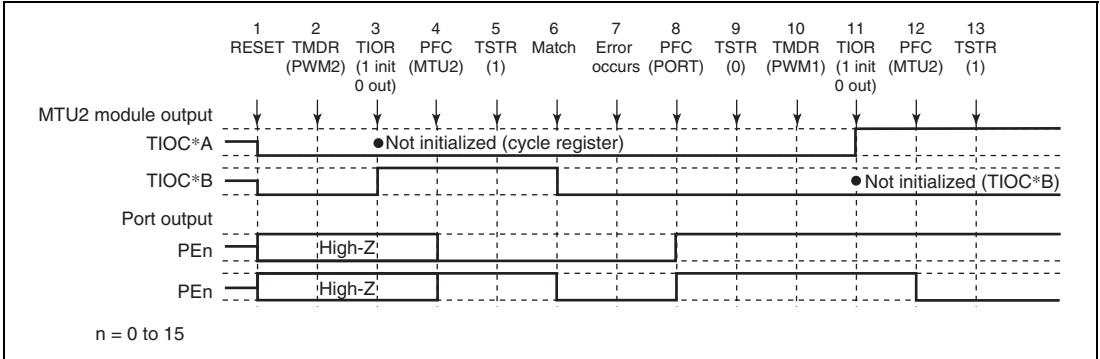 1 2 3 4 5 6 7 8 9 10 11 12 13
RESET TMDR TIOR PFC TSTR Match Error PFC TSTR TMDR TIOR PFC TSTR
(PWM2) (1 init (MTU2) (1) occurs (PORT) (0) (PWM1) (1 init (MTU2) (1)
0 out) 0 out)
MTU2 module output
TIOC*A ●Not initialized (cycle register)
TIOC*B ●Not initialized (TIOC*B)
Port output
PEn High-Z
PEn High-Z
n = 0 to 15